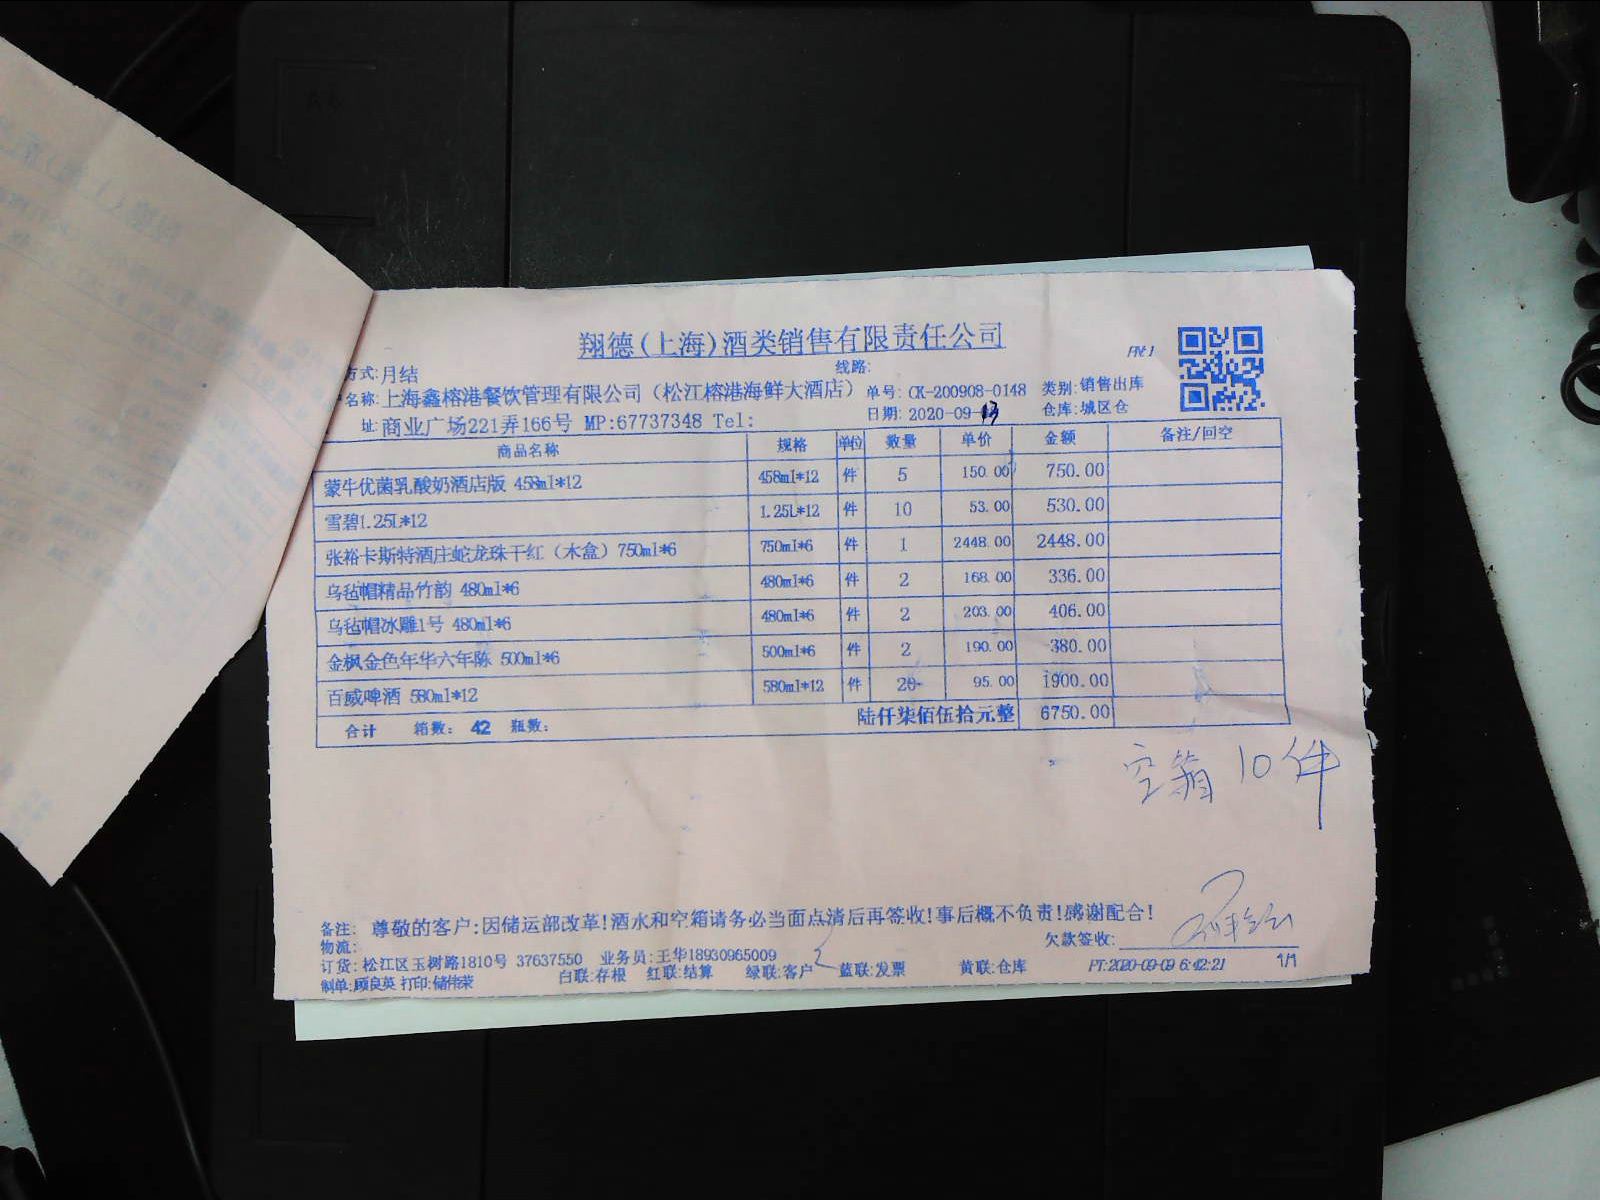 翔德(上海)酒类销售有限责任公司
PN:1
方式:月结 线路:
名称:上海鑫榕港餐饮管理有限公司（松江榕港海鲜大酒店） 单号: CK-200908-0148 类别:销售出库
址:商业广场221弄166号 MP:67737348 Tel: 日期: 2020-09- 仓库:城区仓
商品名称 规格 单位 数量 单价 金额 备注/回空
蒙牛优菌乳酸奶酒店版 458ml*12 458ml*12 件 5 150.00 750.00
雪碧1.25L*12 1.25L*12 件 10 53.00 530.00
张裕卡斯特酒庄蛇龙珠干红（木盒）750ml*6 750ml*6 件 1 2448.00 2448.00
乌毡帽精品竹韵 480ml*6 480ml*6 件 2 168.00 336.00
乌毡帽冰雕1号 480ml*6 480ml*6 件 2 203.00 406.00
金枫金色年华六年陈 500ml*6 500ml*6 件 2 190.00 380.00
百威啤酒 580ml*12 580ml*12 件 20 95.00 1900.00
合计 箱数: 42 瓶数: 陆仟柒佰伍拾元整 6750.00
空箱 10件
备注: 尊敬的客户:因储运部改革!酒水和空箱请务必当面点清后再签收!事后概不负责!感谢配合!
物流: 欠款签收:
订货:松江区玉树路1810号 37637550 业务员:王华18930965009
制单:顾良英 打印:储伟荣 白联:存根 红联:结算 绿联:客户 蓝联:发票 黄联:仓库 PT:2020-09-09 6:42:21 1/1